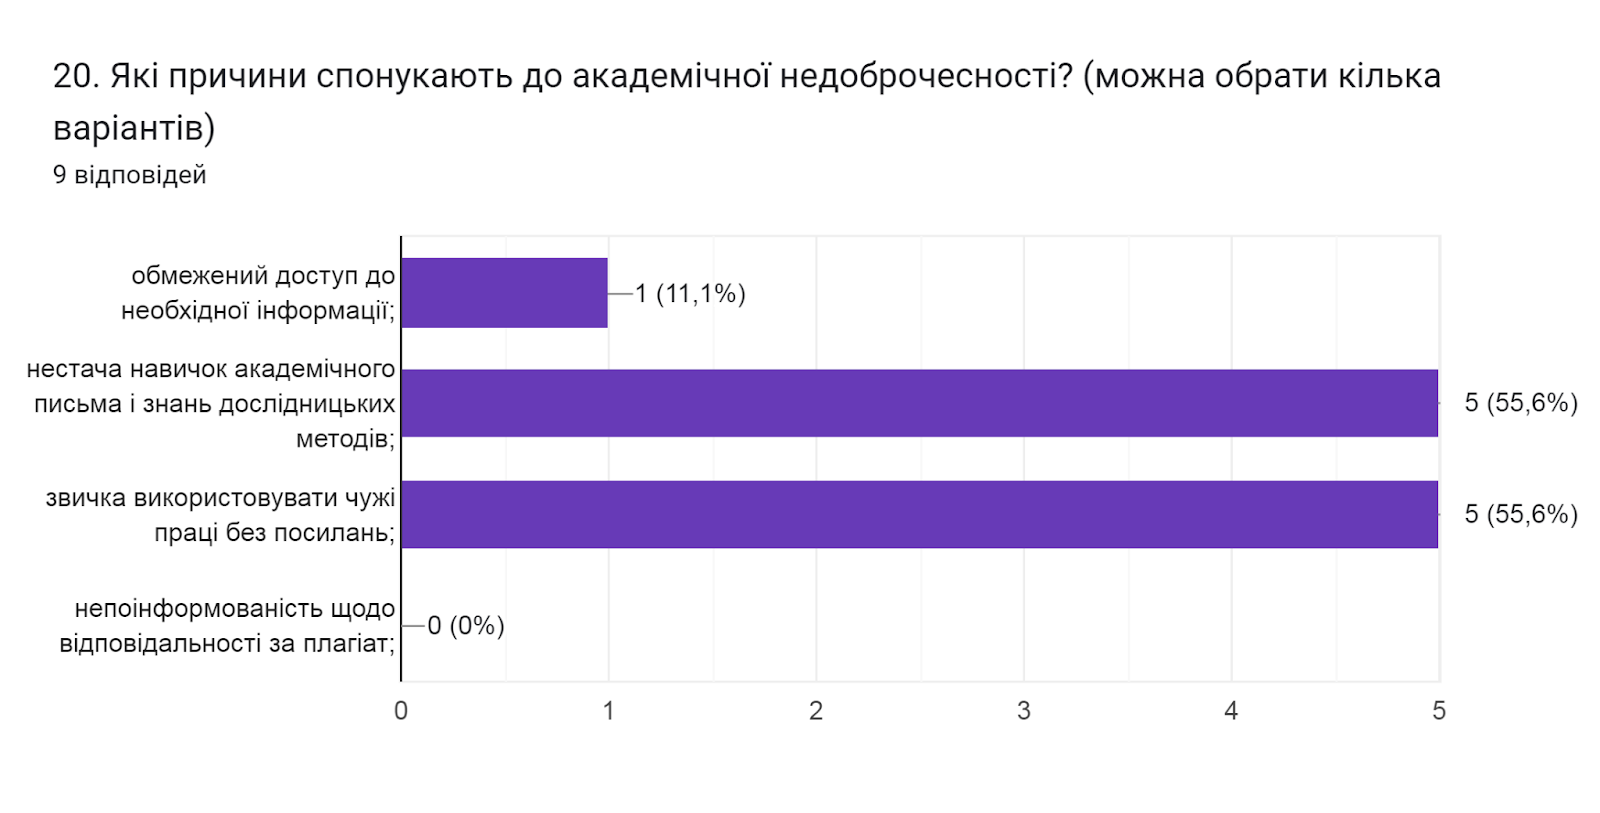 20. Які причини спонукають до академічної недоброчесності? (можна обрати кілька
варіантів)
9 відповідей
обмежений доступ до
необхідної інформації;
1 (11,1%)
нестача навичок академічного
письма і знань дослідницьких
методів;
5 (55,6%)
звичка використовувати чужі
праці без посилань;
5 (55,6%)
непоінформованість щодо
відповідальності за плагіат;
0 (0%)
0 1 2 3 4 5